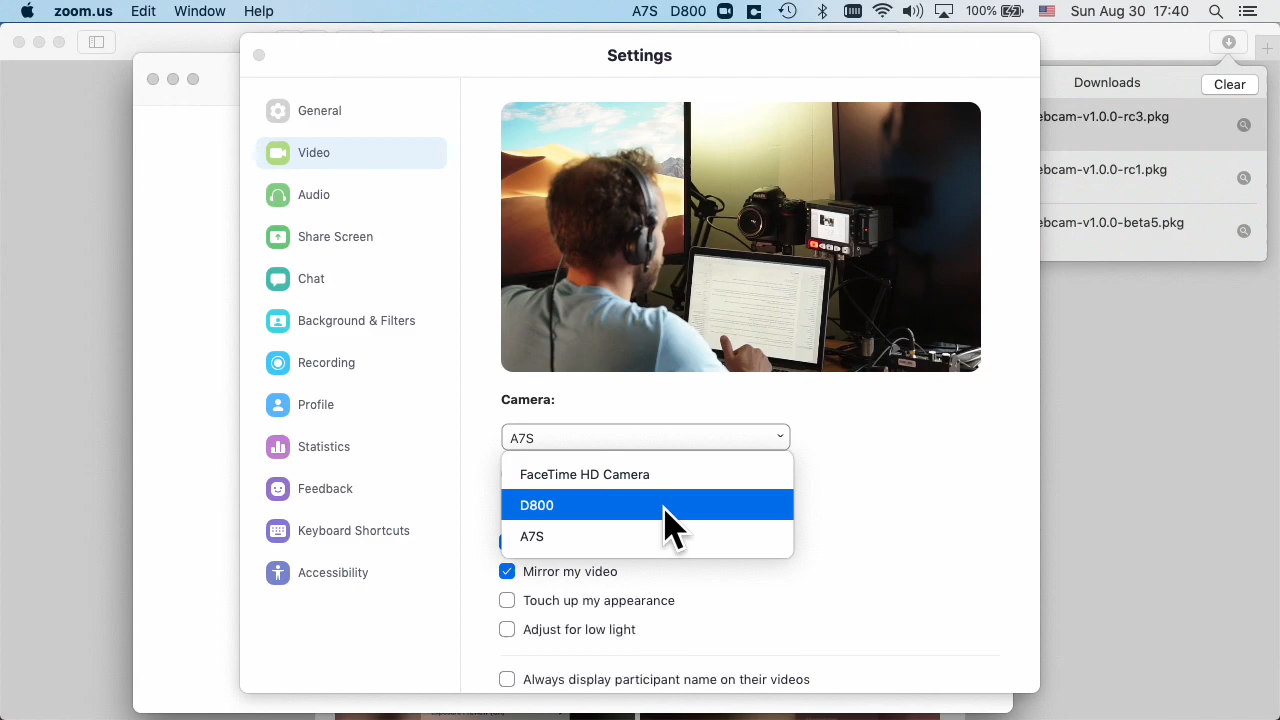 zoom.us Edit Window Help A7S D800 100% Sun Aug 30 17:40
Settings
Downloads
Clear
ebcam-v1.0.0-rc3.pkg
ebcam-v1.0.0-rc1.pkg
ebcam-v1.0.0-beta5.pkg
General
Video
Audio
Share Screen
Chat
Background & Filters
Recording
Profile
Statistics
Feedback
Keyboard Shortcuts
Accessibility
Camera:
A7S
FaceTime HD Camera
D800
A7S
Mirror my video
Touch up my appearance
Adjust for low light
Always display participant name on their videos